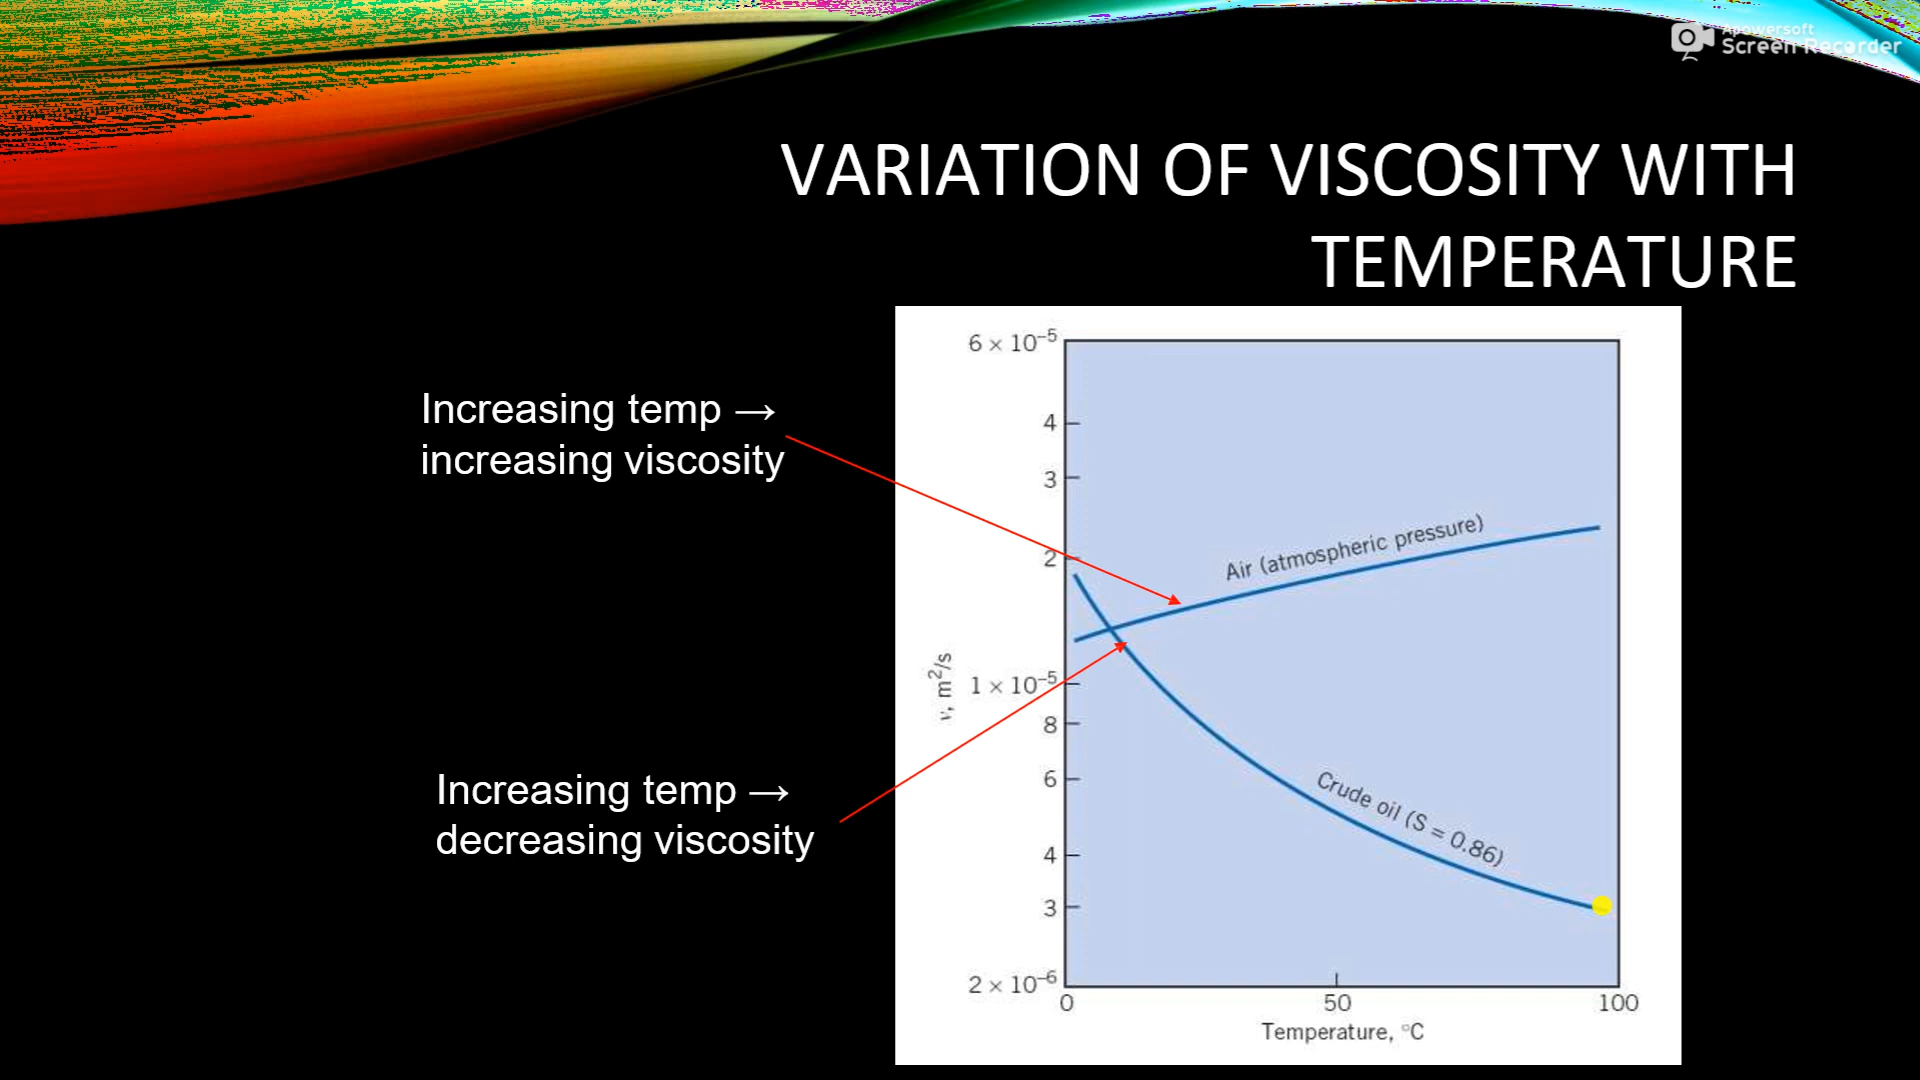 Apowersoft
Screen Recorder
VARIATION OF VISCOSITY WITH
TEMPERATURE
Increasing temp →
increasing viscosity
Increasing temp →
decreasing viscosity
6 × 10⁻⁵
4
3
2
1 × 10⁻⁵
8
6
4
3
2 × 10⁻⁶
ν, m²/s
Air (atmospheric pressure)
Crude oil (S = 0.86)
0
50
100
Temperature, °C